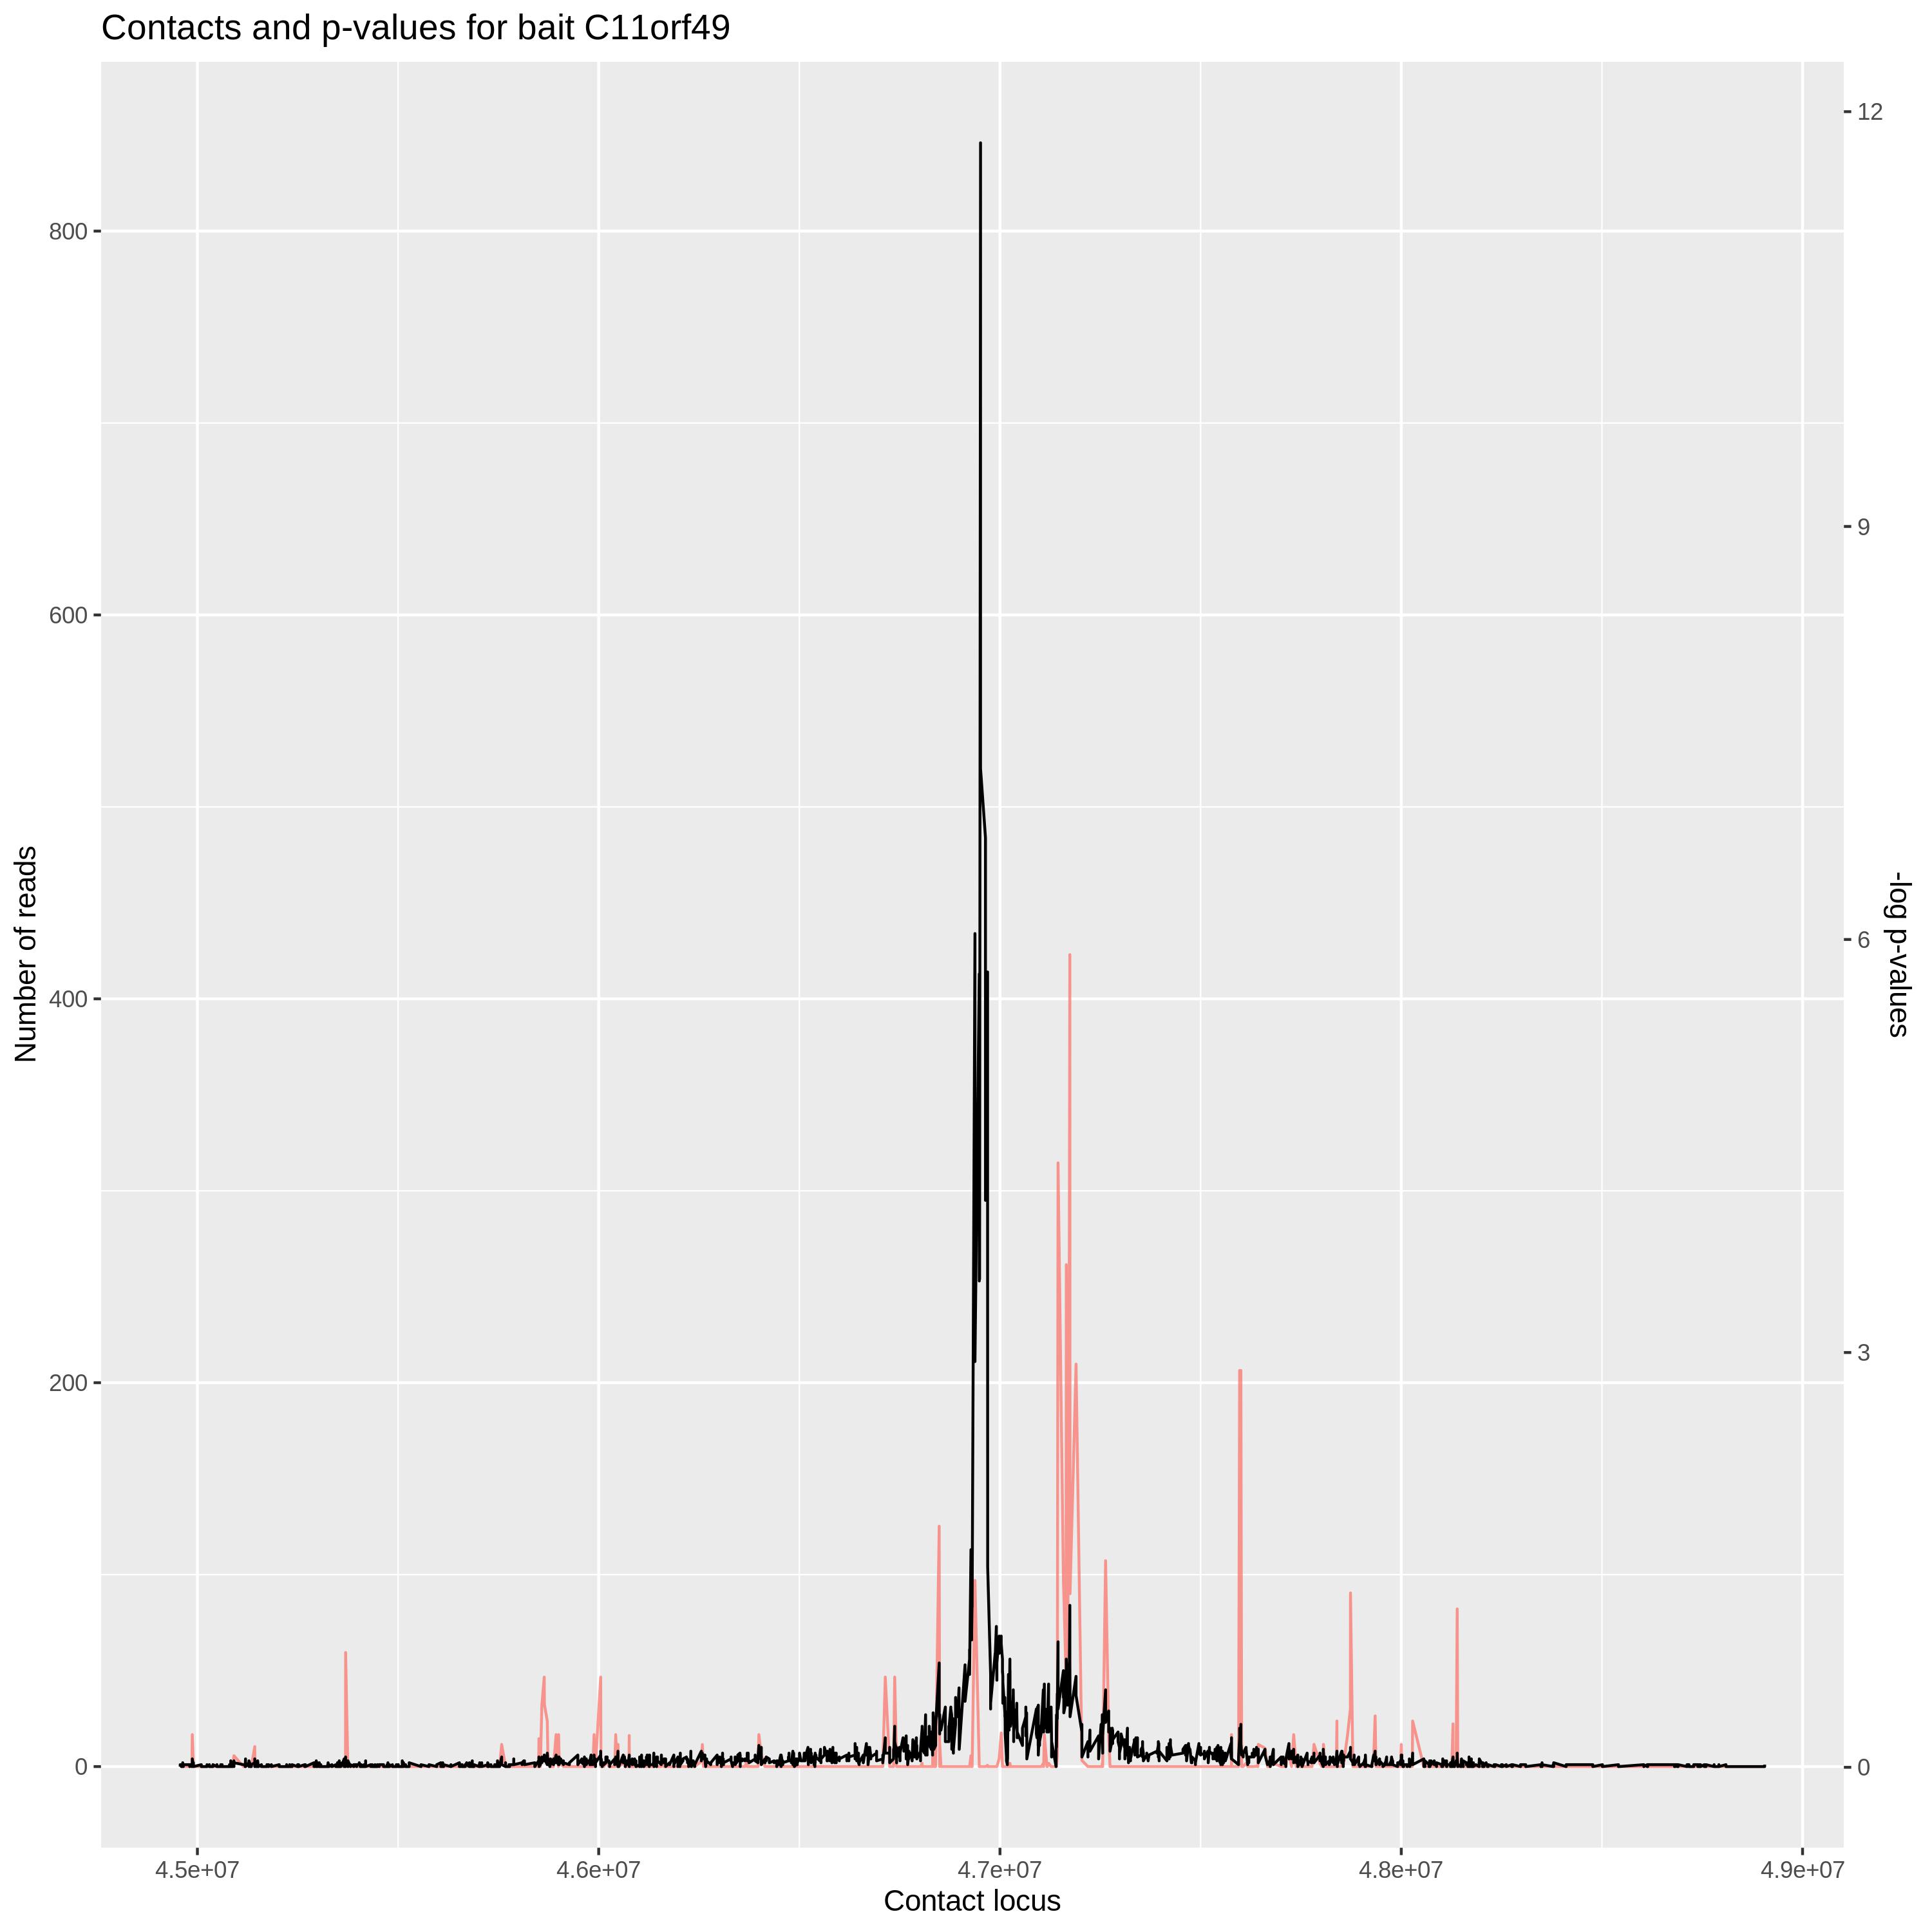 Contacts and p-values for bait C11orf49
800
600
400
200
0
12
9
6
3
0
4.5e+07 4.6e+07 4.7e+07 4.8e+07 4.9e+07
Contact locus
Number of reads
-log p-values